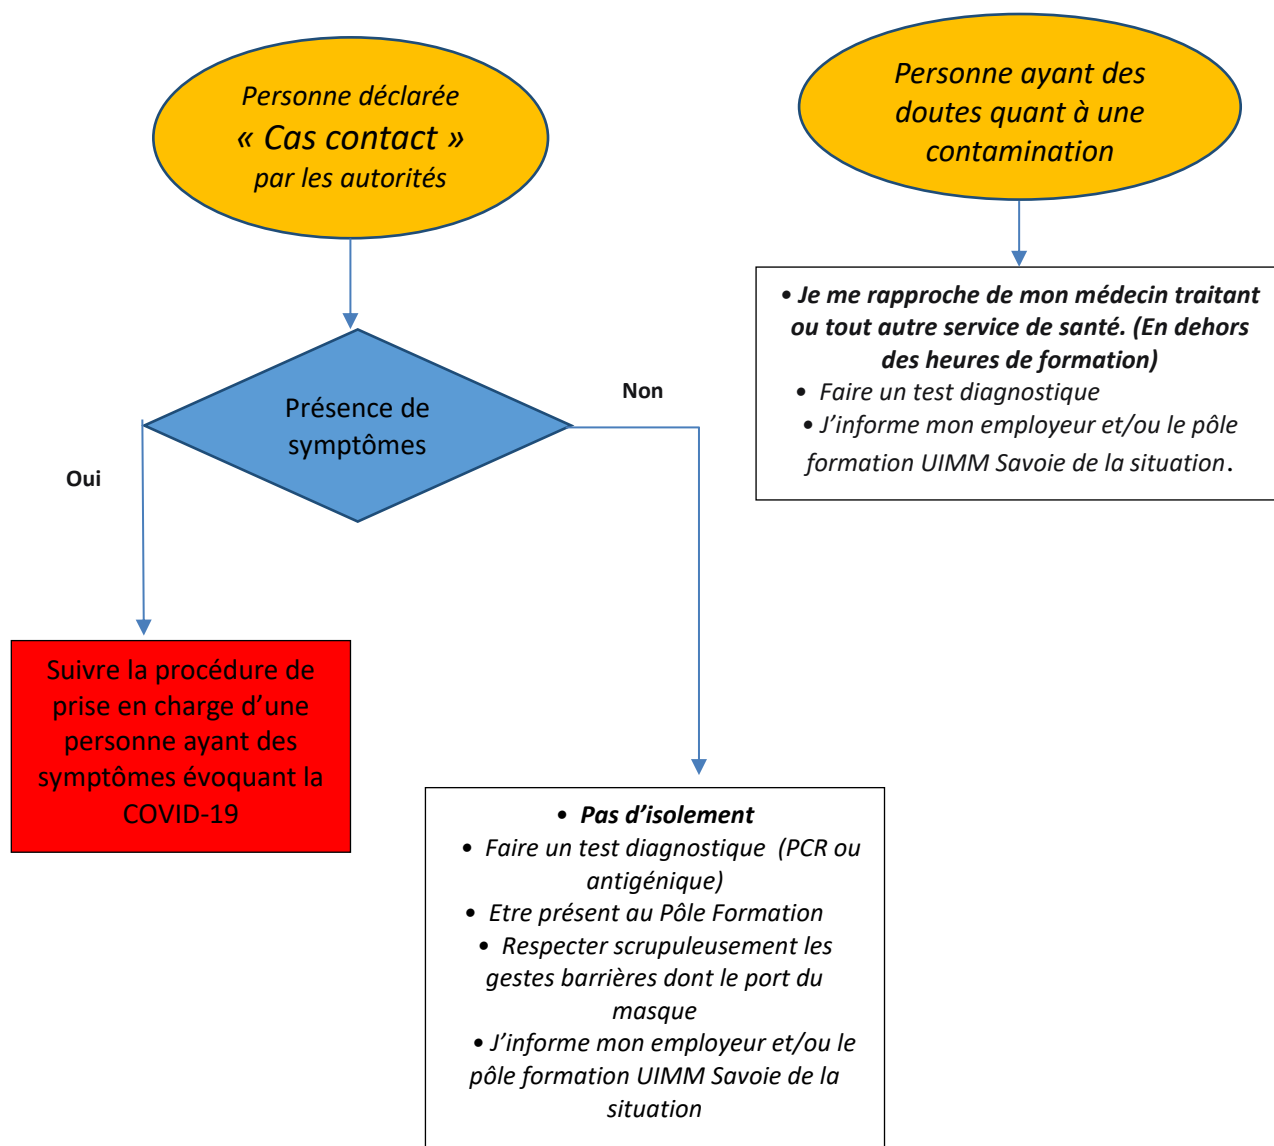 Personne déclarée
« Cas contact »
par les autorités
Personne ayant des
doutes quant à une
contamination
• Je me rapproche de mon médecin traitant
ou tout autre service de santé. (En dehors
des heures de formation)
• Faire un test diagnostique
• J’informe mon employeur et/ou le pôle
formation UIMM Savoie de la situation.
Présence de
symptômes
Non
Oui
Suivre la procédure de
prise en charge d’une
personne ayant des
symptômes évoquant la
COVID-19
• Pas d’isolement
• Faire un test diagnostique (PCR ou
antigénique)
• Etre présent au Pôle Formation
• Respecter scrupuleusement les
gestes barrières dont le port du
masque
• J’informe mon employeur et/ou le
pôle formation UIMM Savoie de la
situation